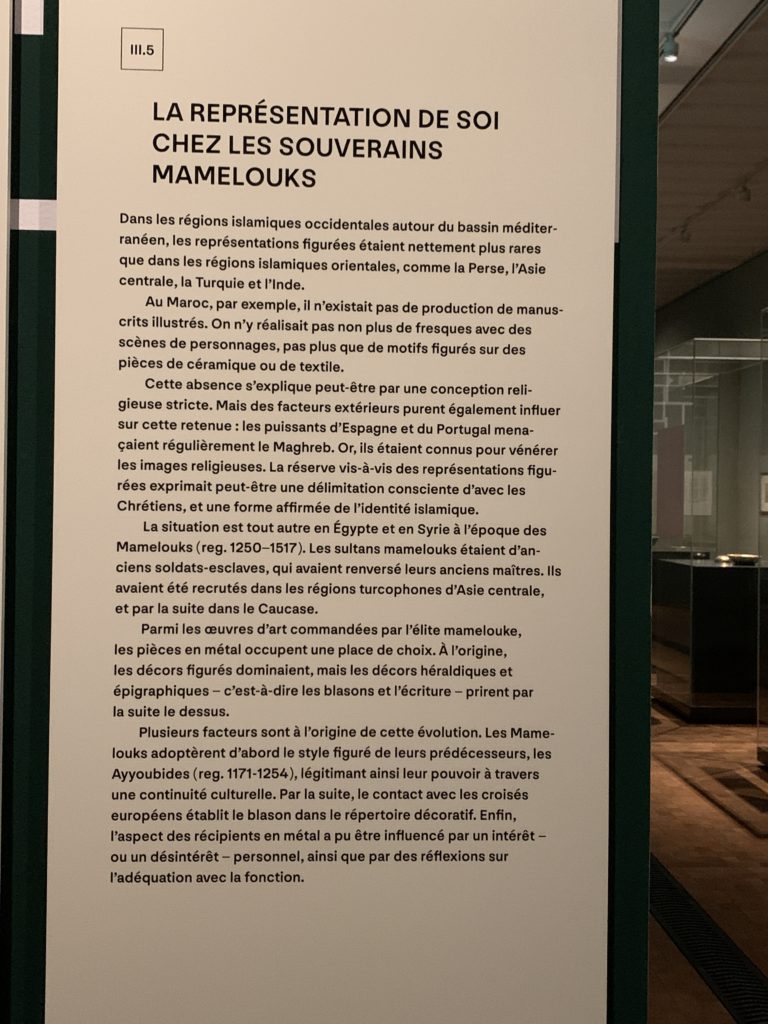 III.5
LA REPRÉSENTATION DE SOI
CHEZ LES SOUVERAINS
MAMELOUKS
Dans les régions islamiques occidentales autour du bassin méditer-
ranéen, les représentations figurées étaient nettement plus rares
que dans les régions islamiques orientales, comme la Perse, l'Asie
centrale, la Turquie et l'Inde.
Au Maroc, par exemple, il n'existait pas de production de manus-
crits illustrés. On n'y réalisait pas non plus de fresques avec des
scènes de personnages, pas plus que de motifs figurés sur des
pièces de céramique ou de textile.
Cette absence s'explique peut-être par une conception reli-
gieuse stricte. Mais des facteurs extérieurs purent également influer
sur cette retenue : les puissants d'Espagne et du Portugal mena-
çaient régulièrement le Maghreb. Or, ils étaient connus pour vénérer
les images religieuses. La réserve vis-à-vis des représentations figu-
rées exprimait peut-être une délimitation consciente d'avec les
Chrétiens, et une forme affirmée de l'identité islamique.
La situation est tout autre en Égypte et en Syrie à l'époque des
Mamelouks (reg. 1250–1517). Les sultans mamelouks étaient d'an-
ciens soldats-esclaves, qui avaient renversé leurs anciens maîtres. Ils
avaient été recrutés dans les régions turcophones d'Asie centrale,
et par la suite dans le Caucase.
Parmi les œuvres d'art commandées par l'élite mamelouke,
les pièces en métal occupent une place de choix. À l'origine,
les décors figurés dominaient, mais les décors héraldiques et
épigraphiques – c'est-à-dire les blasons et l'écriture – prirent par
la suite le dessus.
Plusieurs facteurs sont à l'origine de cette évolution. Les Mame-
louks adoptèrent d'abord le style figuré de leurs prédécesseurs, les
Ayyoubides (reg. 1171-1254), légitimant ainsi leur pouvoir à travers
une continuité culturelle. Par la suite, le contact avec les croisés
européens établit le blason dans le répertoire décoratif. Enfin,
l'aspect des récipients en métal a pu être influencé par un intérêt –
ou un désintérêt – personnel, ainsi que par des réflexions sur
l'adéquation avec la fonction.